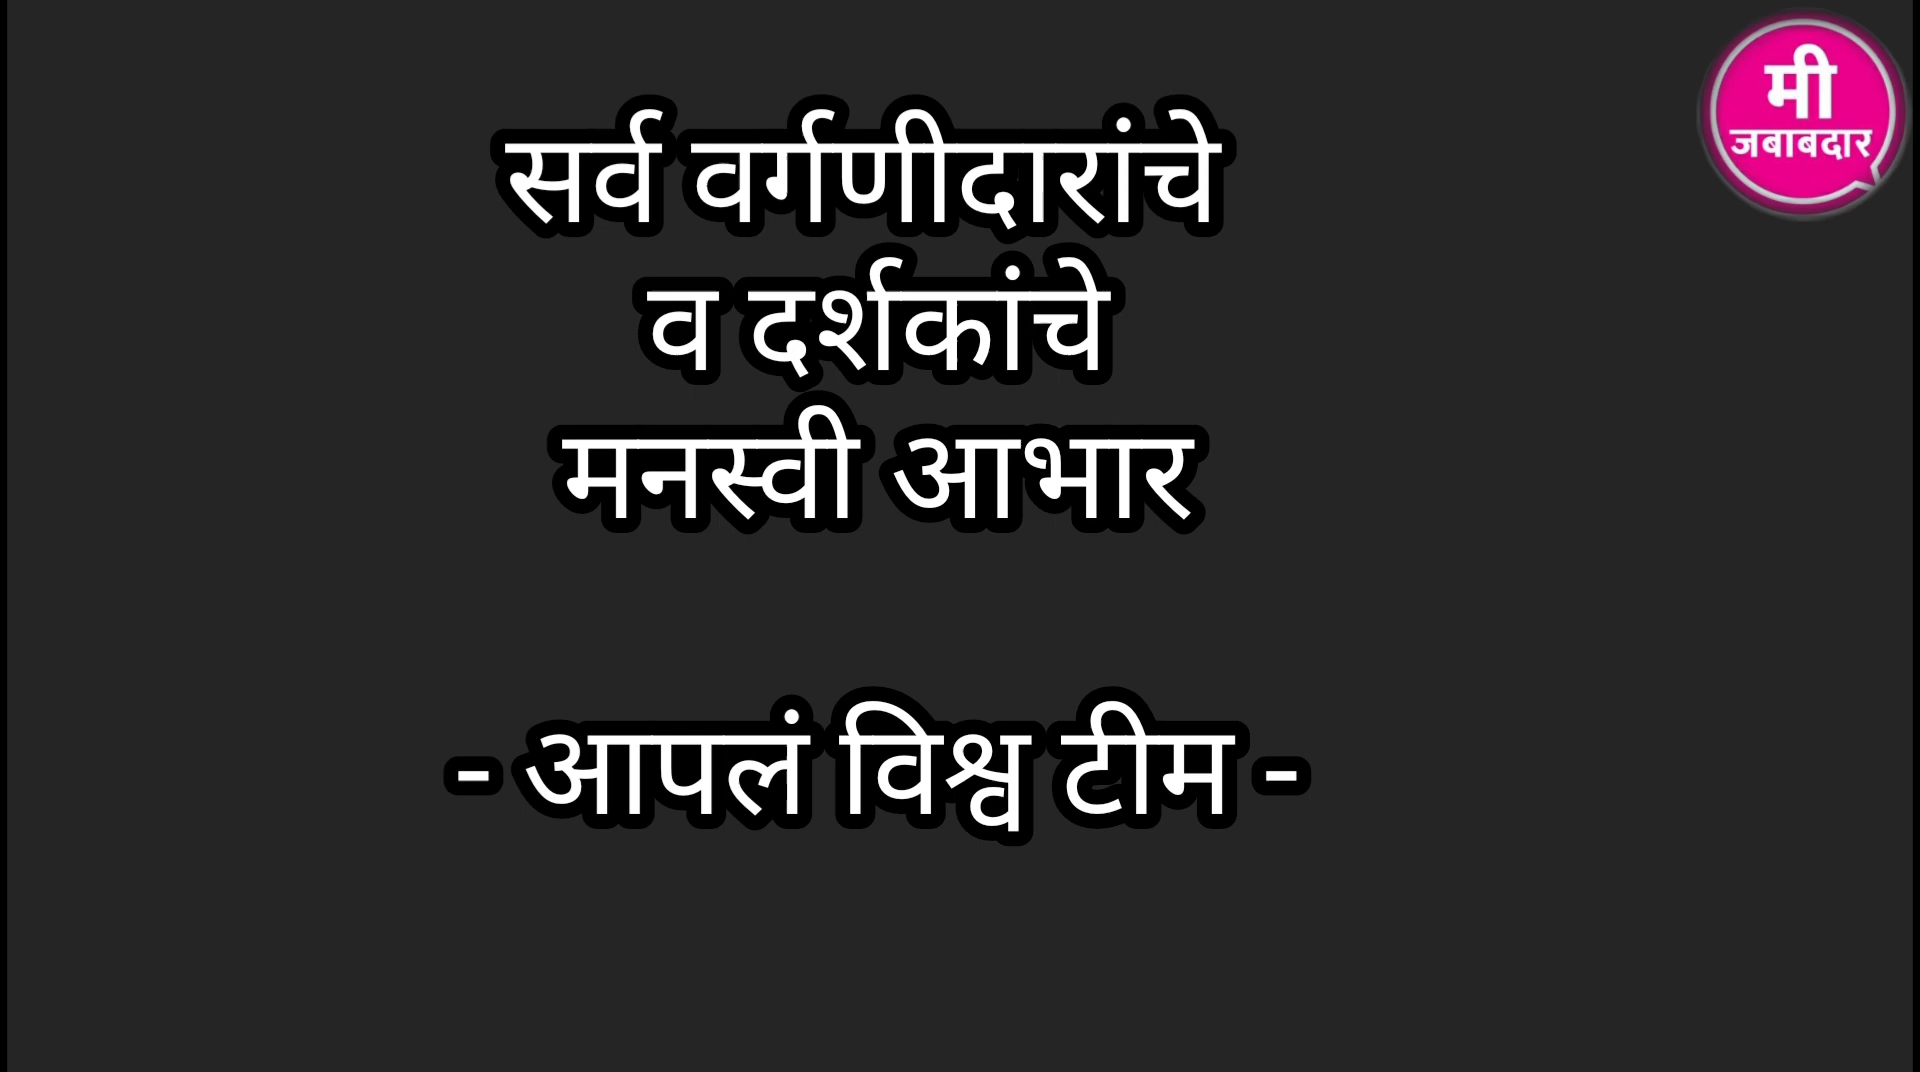 मी
जबाबदार
सर्व वर्गणीदारांचे
व दर्शकांचे
मनस्वी आभार
- आपलं विश्व टीम -